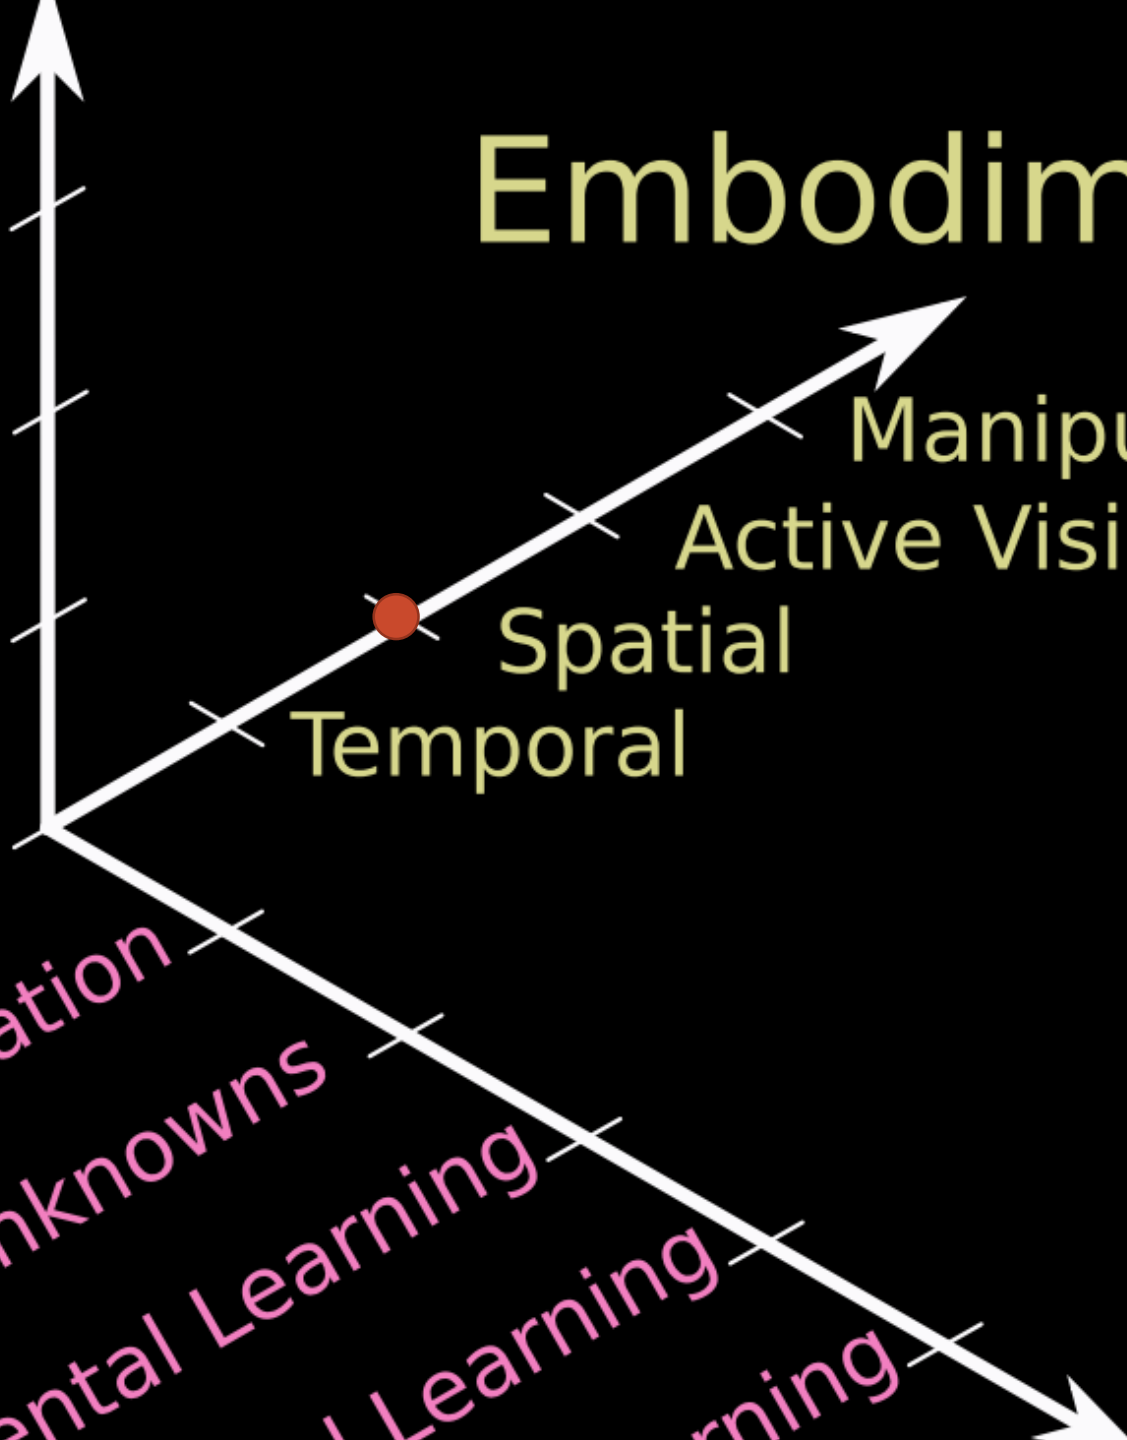 Embodim
Manipu
Active Visi
Spatial
Temporal
ation
nknowns
ental Learning
l Learning
rning